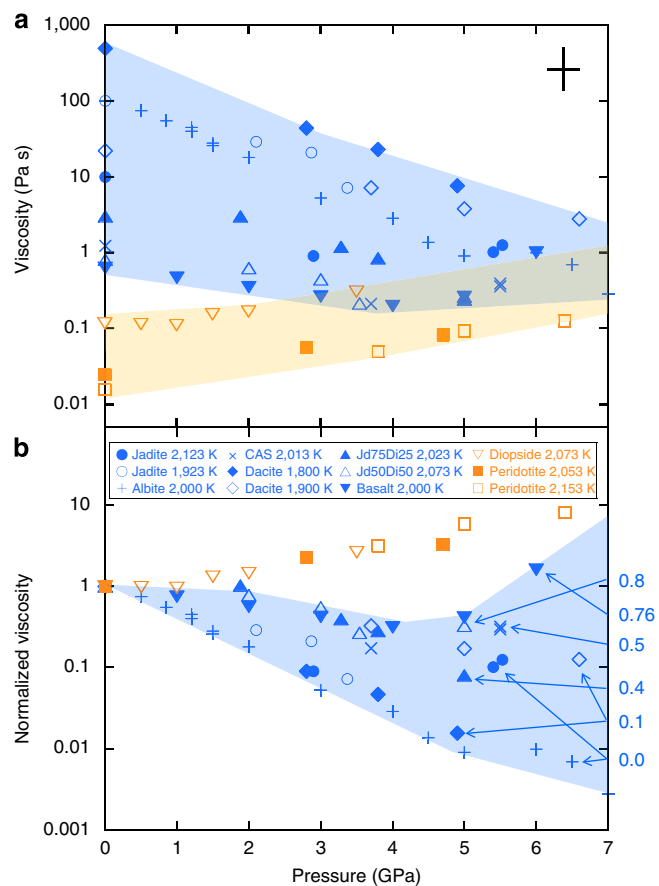 a
1,000
100
10
1
0.1
0.01
Viscosity (Pa s)
b
Jadite 2,123 K
CAS 2,013 K
Jd75Di25 2,023 K
Diopside 2,073 K
Jadite 1,923 K
Dacite 1,800 K
Jd50Di50 2,073 K
Peridotite 2,053 K
Albite 2,000 K
Dacite 1,900 K
Basalt 2,000 K
Peridotite 2,153 K
10
1
0.1
0.01
0.001
Normalized viscosity
0.8
0.76
0.5
0.4
0.1
0.0
0 1 2 3 4 5 6 7
Pressure (GPa)